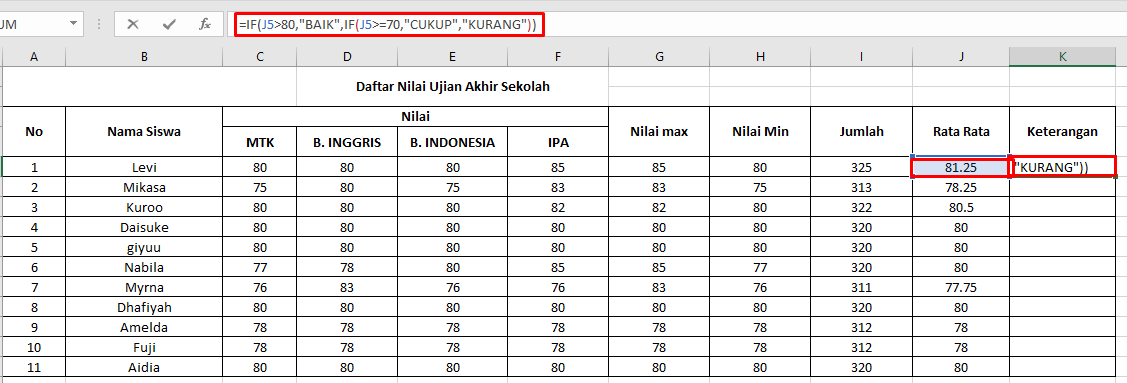 UM
=IF(J5>80,"BAIK",IF(J5>=70,"CUKUP","KURANG"))
A B C D E F G H I J K
Daftar Nilai Ujian Akhir Sekolah
No Nama Siswa Nilai Nilai max Nilai Min Jumlah Rata Rata Keterangan
MTK B. INGGRIS B. INDONESIA IPA
1 Levi 80 80 80 85 85 80 325 81.25 "KURANG"))
2 Mikasa 75 80 75 83 83 75 313 78.25
3 Kuroo 80 80 80 82 82 80 322 80.5
4 Daisuke 80 80 80 80 80 80 320 80
5 giyuu 80 80 80 80 80 80 320 80
6 Nabila 77 78 80 85 85 77 320 80
7 Myrna 76 83 76 76 83 76 311 77.75
8 Dhafiyah 80 80 80 80 80 80 320 80
9 Amelda 78 78 78 78 78 78 312 78
10 Fuji 78 78 78 78 78 78 312 78
11 Aidia 80 80 80 80 80 80 320 80